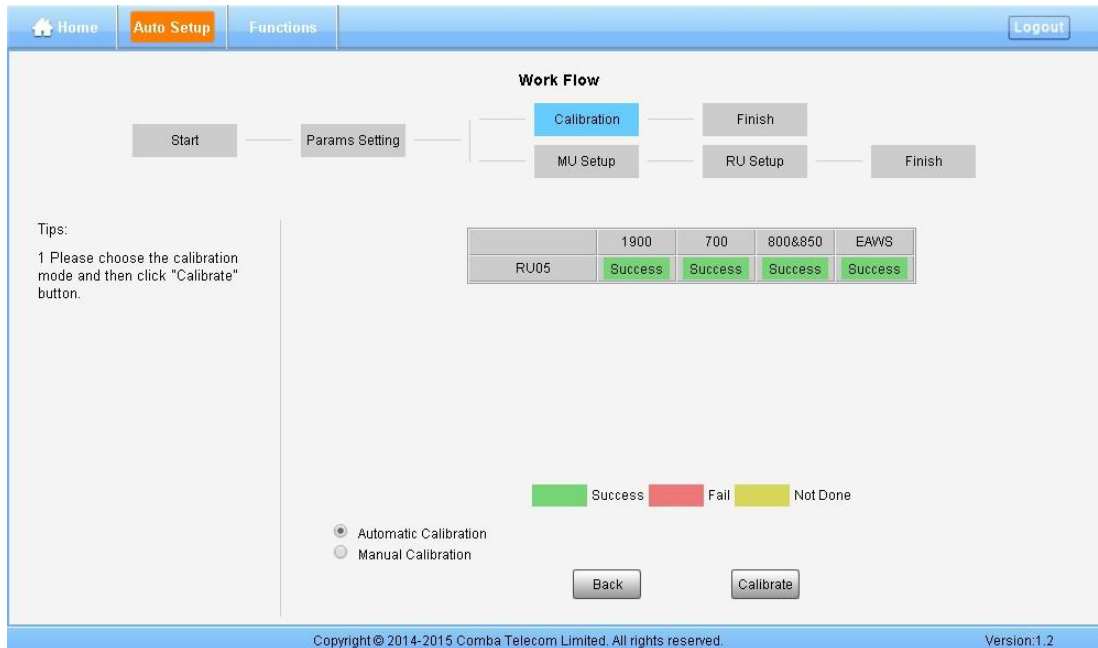 Home Auto Setup Functions Logout
Work Flow
Calibration Finish
Start Params Setting
MU Setup RU Setup Finish
Tips:
1 Please choose the calibration
mode and then click "Calibrate"
button.
1900 700 800&850 EAWS
RU05 Success Success Success Success
Success Fail Not Done
Automatic Calibration
Manual Calibration
Back Calibrate
Copyright © 2014-2015 Comba Telecom Limited. All rights reserved. Version:1.2